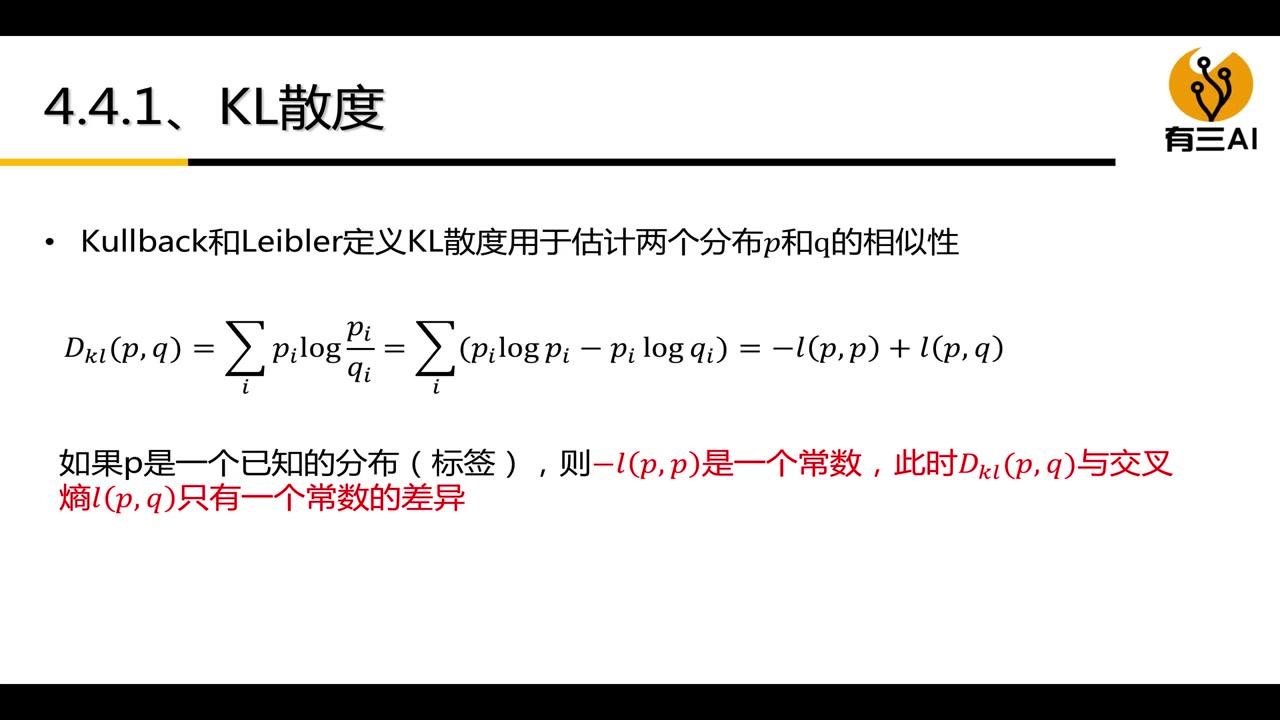 4.4.1、KL散度
有三AI
• Kullback和Leibler定义KL散度用于估计两个分布p和q的相似性
D_{kl}(p,q) = \sum_i p_i \log \frac{p_i}{q_i} = \sum_i (p_i \log p_i − p_i \log q_i) = −l(p,p) + l(p,q)
如果p是一个已知的分布（标签），则−l(p,p)是一个常数，此时D_{kl}(p,q)与交叉
熵l(p,q)只有一个常数的差异